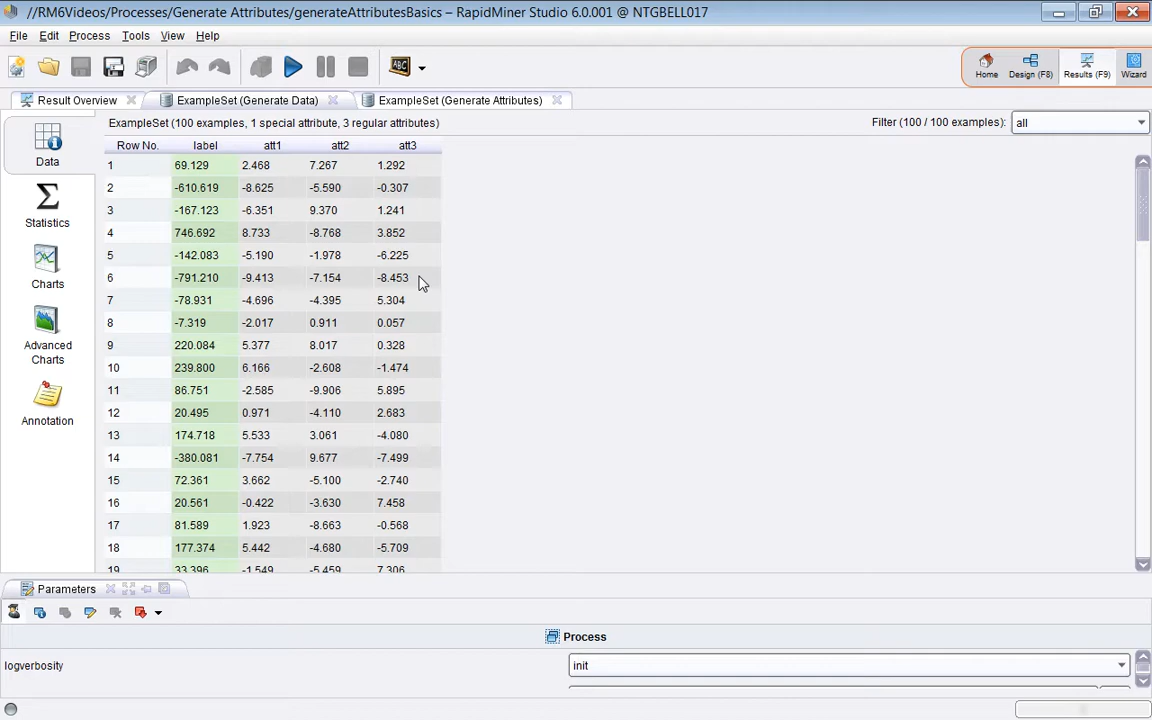 //RM6Videos/Processes/Generate Attributes/generateAttributesBasics – RapidMiner Studio 6.0.001 @ NTGBELL017
File Edit Process Tools View Help
ABC
Home Design (F8) Results (F9) Wizard
Result Overview ExampleSet (Generate Data) ExampleSet (Generate Attributes)
ExampleSet (100 examples, 1 special attribute, 3 regular attributes) Filter (100 / 100 examples): all
Data
Statistics
Charts
Advanced
Charts
Annotation
Row No. label att1 att2 att3
1 69.129 2.468 7.267 1.292
2 -610.619 -8.625 -5.590 -0.307
3 -167.123 -6.351 9.370 1.241
4 746.692 8.733 -8.768 3.852
5 -142.083 -5.190 -1.978 -6.225
6 -791.210 -9.413 -7.154 -8.453
7 -78.931 -4.696 -4.395 5.304
8 -7.319 -2.017 0.911 0.057
9 220.084 5.377 8.017 0.328
10 239.800 6.166 -2.608 -1.474
11 86.751 -2.585 -9.906 5.895
12 20.495 0.971 -4.110 2.683
13 174.718 5.533 3.061 -4.080
14 -380.081 -7.754 9.677 -7.499
15 72.361 3.662 -5.100 -2.740
16 20.561 -0.422 -3.630 7.458
17 81.589 1.923 -8.663 -0.568
18 177.374 5.442 -4.680 -5.709
19 33.396 -1.549 -5.459 7.306
Parameters
Process
logverbosity init